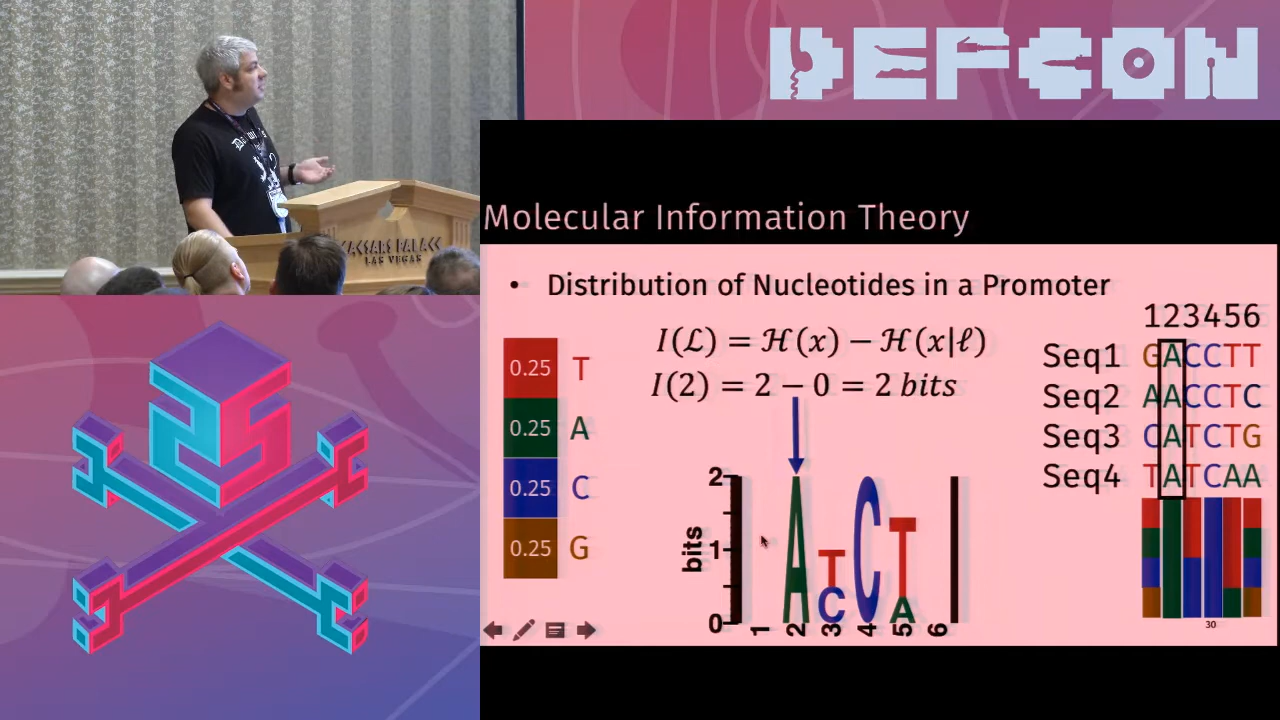 DEFCON
CAESARS PALACE
LAS VEGAS
Molecular Information Theory
• Distribution of Nucleotides in a Promoter
I(ℒ) = ℋ(x) − ℋ(x|ℓ)
I(2) = 2 − 0 = 2 bits
0.25 T
0.25 A
0.25 C
0.25 G
123456
Seq1 GACCTT
Seq2 AACCTC
Seq3 CATCTG
Seq4 TATCAA
bits
2
1
0
A
T
C
C
T
A
1 2 3 4 5 6
30
25